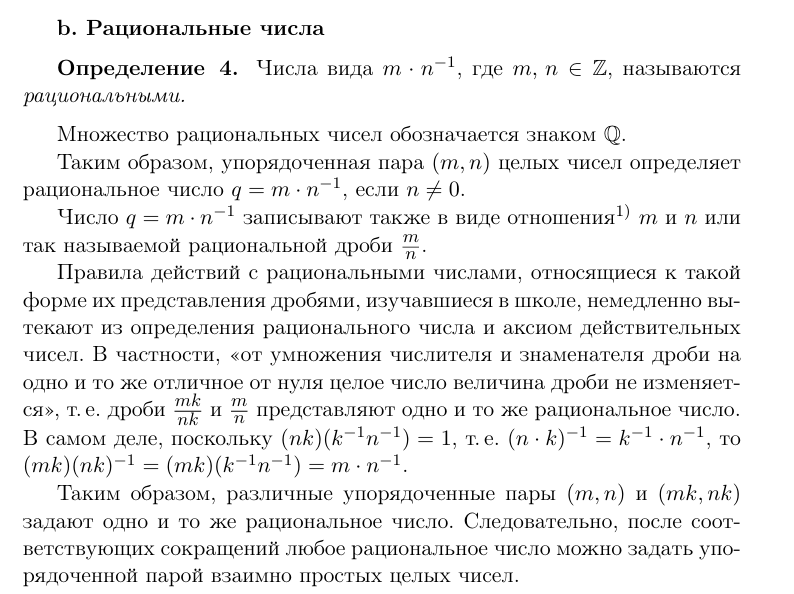 b. Рациональные числа
Определение 4. Числа вида m · n⁻¹, где m, n ∈ ℤ, называются
рациональными.
Множество рациональных чисел обозначается знаком ℚ.
Таким образом, упорядоченная пара (m, n) целых чисел определяет
рациональное число q = m · n⁻¹, если n ≠ 0.
Число q = m · n⁻¹ записывают также в виде отношения¹⁾ m и n или
так называемой рациональной дроби m/n.
Правила действий с рациональными числами, относящиеся к такой
форме их представления дробями, изучавшиеся в школе, немедленно вы-
текают из определения рационального числа и аксиом действительных
чисел. В частности, «от умножения числителя и знаменателя дроби на
одно и то же отличное от нуля целое число величина дроби не изменяет-
ся», т. е. дроби mk/nk и m/n представляют одно и то же рациональное число.
В самом деле, поскольку (nk)(k⁻¹n⁻¹) = 1, т. е. (n · k)⁻¹ = k⁻¹ · n⁻¹, то
(mk)(nk)⁻¹ = (mk)(k⁻¹n⁻¹) = m · n⁻¹.
Таким образом, различные упорядоченные пары (m, n) и (mk, nk)
задают одно и то же рациональное число. Следовательно, после соот-
ветствующих сокращений любое рациональное число можно задать упо-
рядоченной парой взаимно простых целых чисел.